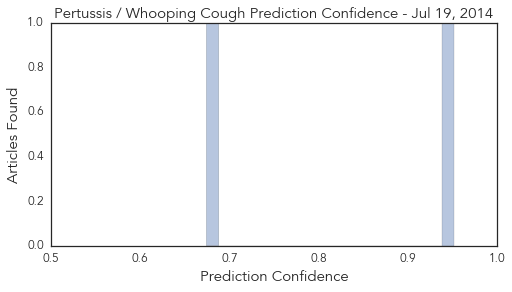 Pertussis / Whooping Cough Prediction Confidence - Jul 19, 2014
1.0
0.8
0.6
0.4
0.2
0.0
Articles Found
0.5 0.6 0.7 0.8 0.9 1.0
Prediction Confidence